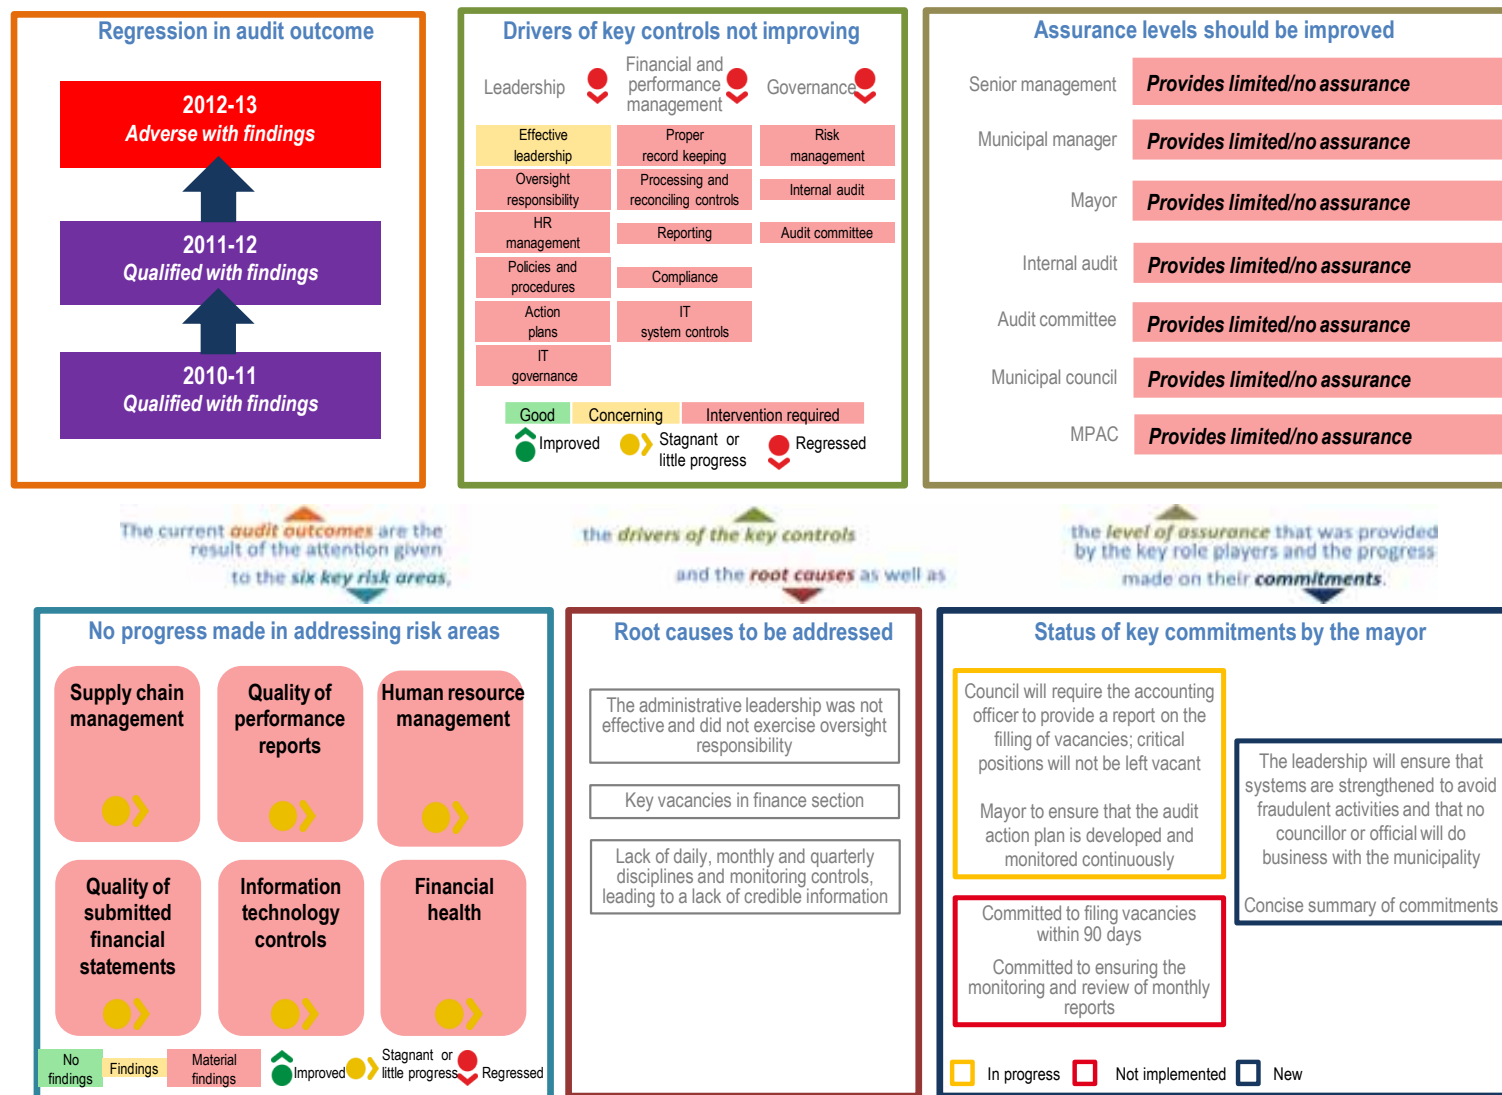 Regression in audit outcome
2012-13
Adverse with findings
2011-12
Qualified with findings
2010-11
Qualified with findings
Drivers of key controls not improving
Leadership
Financial and
performance
management
Governance
Effective
leadership
Oversight
responsibility
HR
management
Policies and
procedures
Action
plans
IT
governance
Proper
record keeping
Processing and
reconciling controls
Reporting
Compliance
IT
system controls
Risk
management
Internal audit
Audit committee
Good
Concerning
Intervention required
Improved
Stagnant or
little progress
Regressed
Assurance levels should be improved
Senior management
Provides limited/no assurance
Municipal manager
Provides limited/no assurance
Mayor
Provides limited/no assurance
Internal audit
Provides limited/no assurance
Audit committee
Provides limited/no assurance
Municipal council
Provides limited/no assurance
MPAC
Provides limited/no assurance
The current audit outcomes are the
result of the attention given
to the six key risk areas,
the drivers of the key controls
and the root causes as well as
the level of assurance that was provided
by the key role players and the progress
made on their commitments.
No progress made in addressing risk areas
Supply chain
management
Quality of
performance
reports
Human resource
management
Quality of
submitted
financial
statements
Information
technology
controls
Financial
health
No
findings
Findings
Material
findings
Improved
Stagnant or
little progress
Regressed
Root causes to be addressed
The administrative leadership was not
effective and did not exercise oversight
responsibility
Key vacancies in finance section
Lack of daily, monthly and quarterly
disciplines and monitoring controls,
leading to a lack of credible information
Status of key commitments by the mayor
Council will require the accounting
officer to provide a report on the
filling of vacancies; critical
positions will not be left vacant
Mayor to ensure that the audit
action plan is developed and
monitored continuously
Committed to filing vacancies
within 90 days
Committed to ensuring the
monitoring and review of monthly
reports
The leadership will ensure that
systems are strengthened to avoid
fraudulent activities and that no
councillor or official will do
business with the municipality
Concise summary of commitments
In progress
Not implemented
New